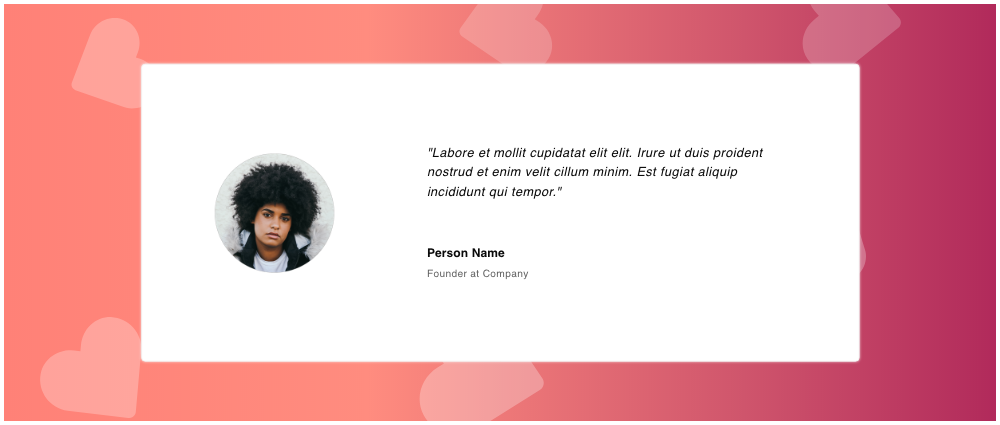 "Labore et mollit cupidatat elit elit. Irure ut duis proident
nostrud et enim velit cillum minim. Est fugiat aliquip
incididunt qui tempor."
Person Name
Founder at Company